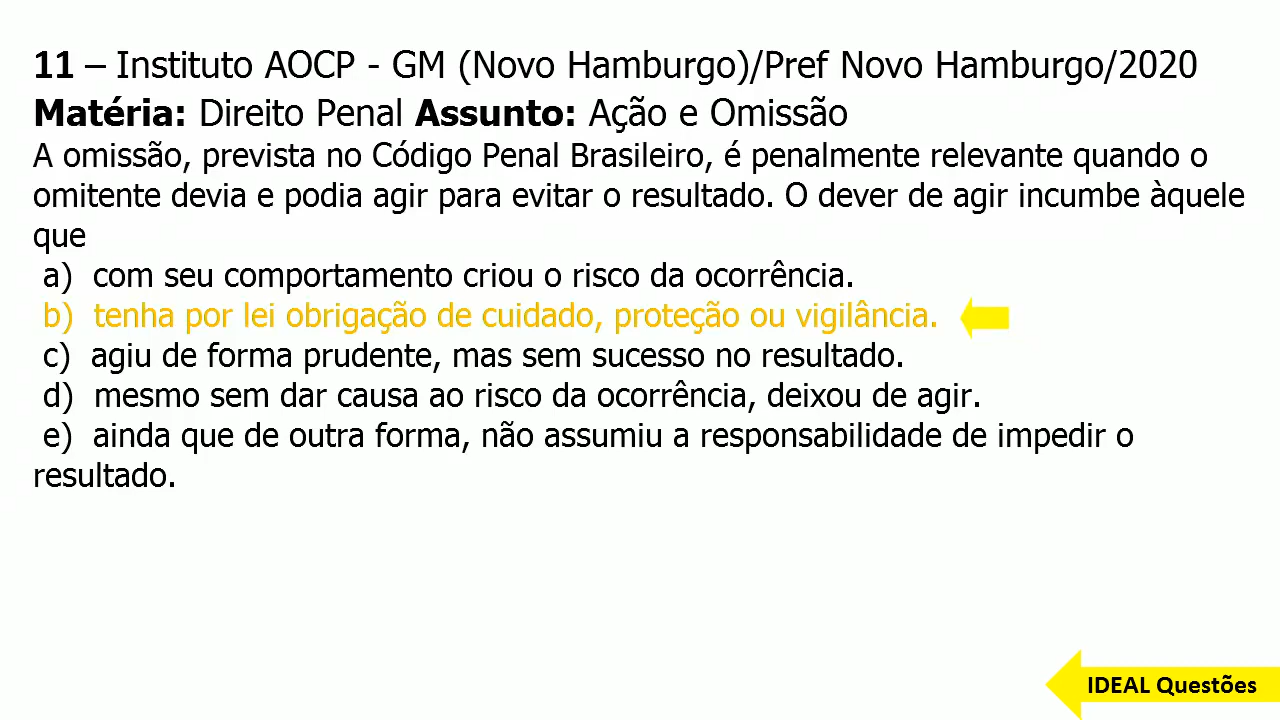 11 – Instituto AOCP - GM (Novo Hamburgo)/Pref Novo Hamburgo/2020
Matéria: Direito Penal Assunto: Ação e Omissão
A omissão, prevista no Código Penal Brasileiro, é penalmente relevante quando o
omitente devia e podia agir para evitar o resultado. O dever de agir incumbe àquele
que
a) com seu comportamento criou o risco da ocorrência.
b) tenha por lei obrigação de cuidado, proteção ou vigilância.
c) agiu de forma prudente, mas sem sucesso no resultado.
d) mesmo sem dar causa ao risco da ocorrência, deixou de agir.
e) ainda que de outra forma, não assumiu a responsabilidade de impedir o
resultado.
IDEAL Questões